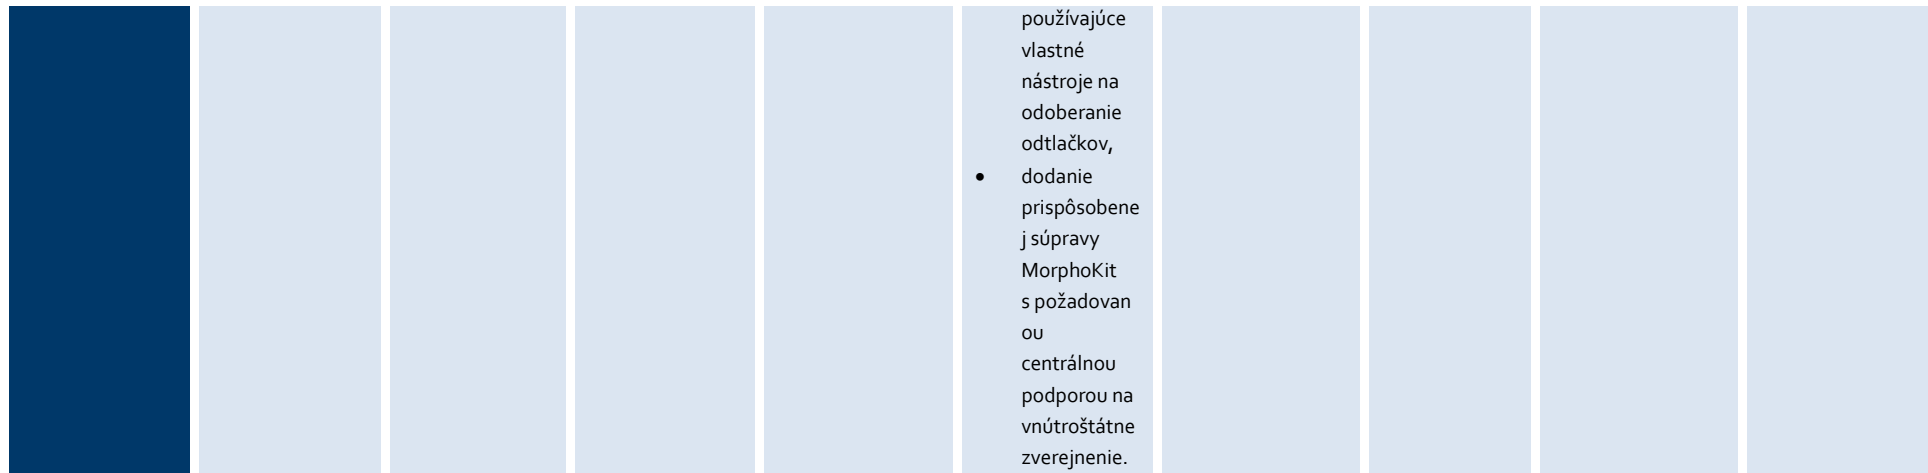 používajúce
vlastné
nástroje na
odoberanie
odtlačkov,
• dodanie
prispôsobene
j súpravy
MorphoKit
s požadovan
ou
centrálnou
podporou na
vnútroštátne
zverejnenie.